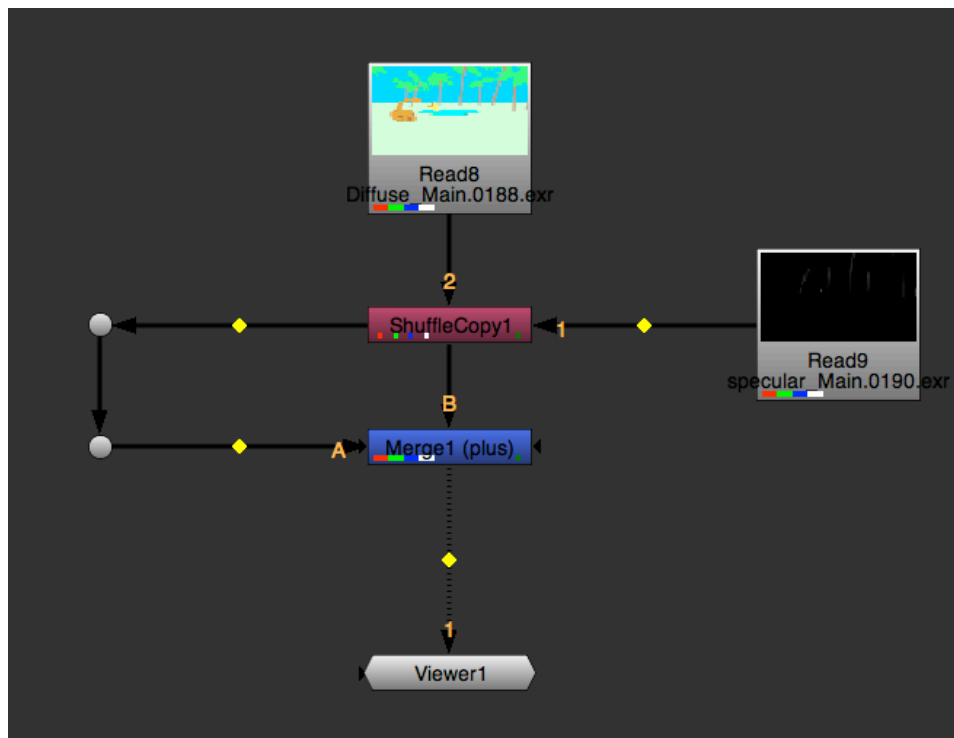 Read8
Diffuse_Main.0188.exr
2
ShuffleCopy1
1
Read9
specular_Main.0190.exr
B
A
Merge1 (plus)
1
Viewer1